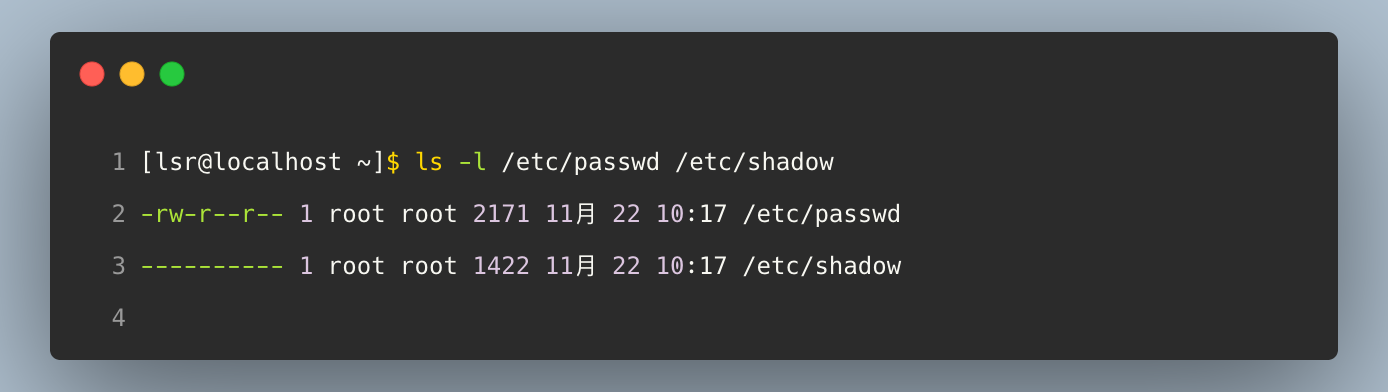 1 [lsr@localhost ~]$ ls -l /etc/passwd /etc/shadow
2 -rw-r--r-- 1 root root 2171 11月 22 10:17 /etc/passwd
3 ---------- 1 root root 1422 11月 22 10:17 /etc/shadow
4